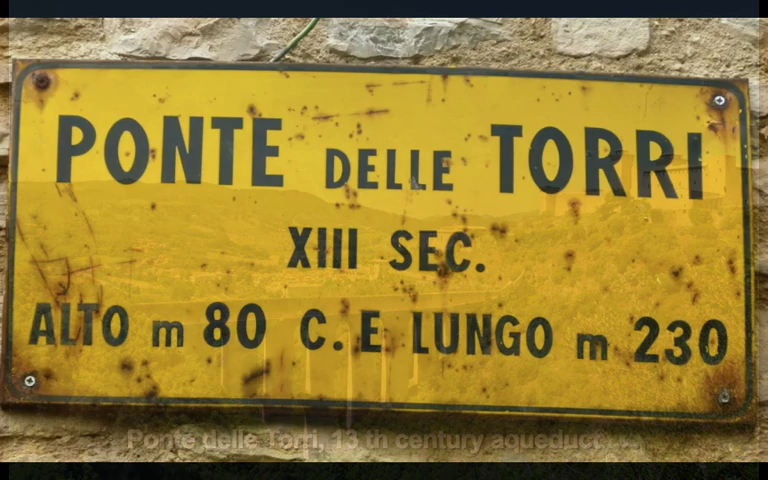 PONTE DELLE TORRI
XIII SEC.
ALTO m 80 C. E LUNGO m 230
Ponte delle Torri, 13 th century aqueduct